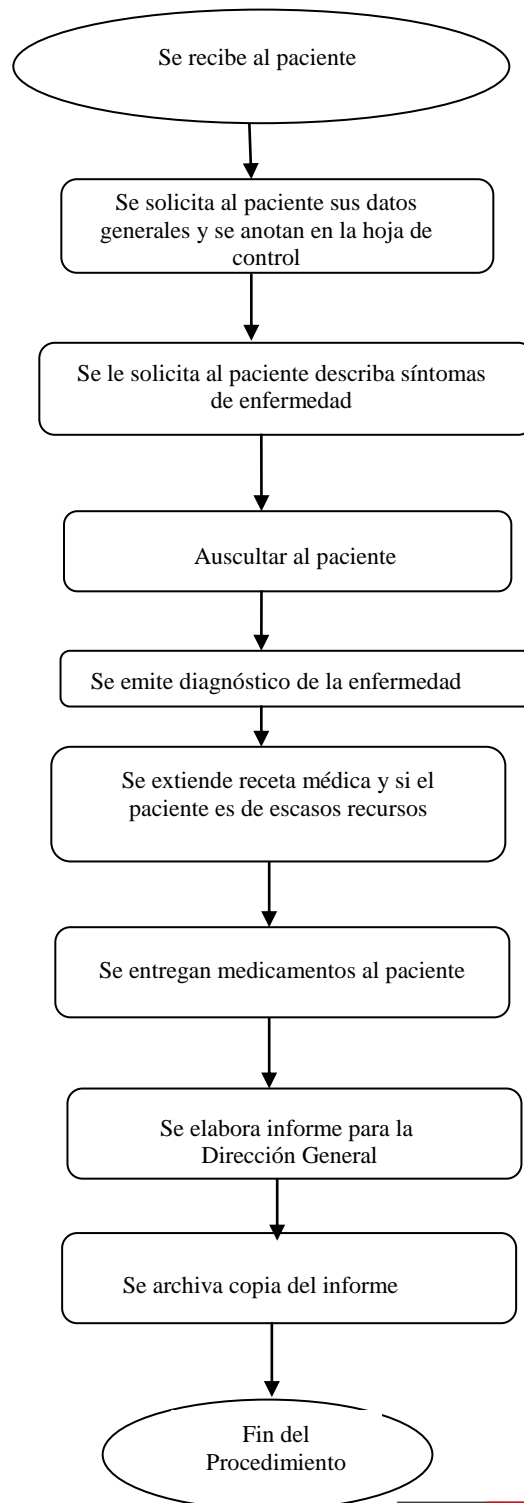 Se recibe al paciente
Se solicita al paciente sus datos
generales y se anotan en la hoja de
control
Se le solicita al paciente describa síntomas
de enfermedad
Auscultar al paciente
Se emite diagnóstico de la enfermedad
Se extiende receta médica y si el
paciente es de escasos recursos
Se entregan medicamentos al paciente
Se elabora informe para la
Dirección General
Se archiva copia del informe
Fin del
Procedimiento